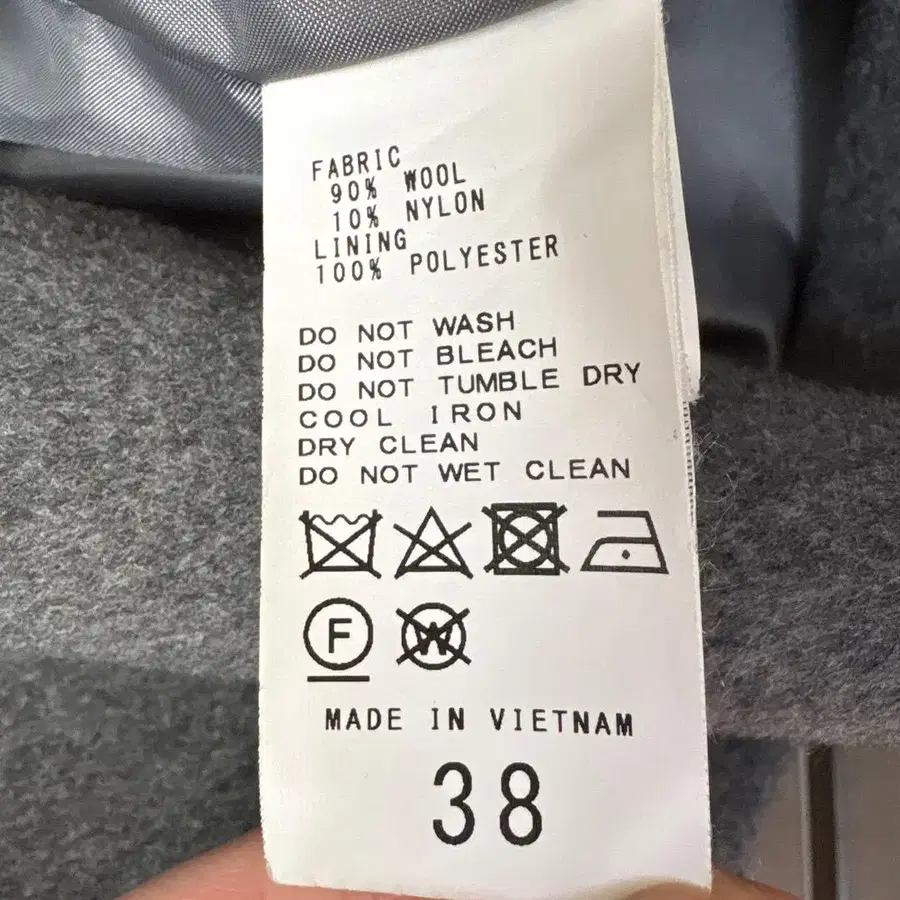 FABRIC
90% WOOL
10% NYLON
LINING
100% POLYESTER
DO NOT WASH
DO NOT BLEACH
DO NOT TUMBLE DRY
COOL IRON
DRY CLEAN
DO NOT WET CLEAN
F W
MADE IN VIETNAM
38